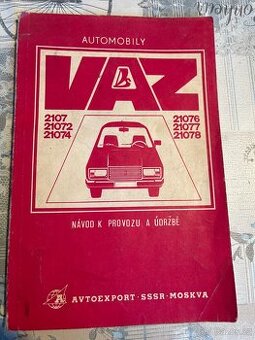 AUTOMOBILY
VAZ
2107 21076
21072 21077
21074 21078
NÁVOD K PROVOZU A ÚDRŽBĚ
AVTOEXPORT · SSSR · MOSKVA